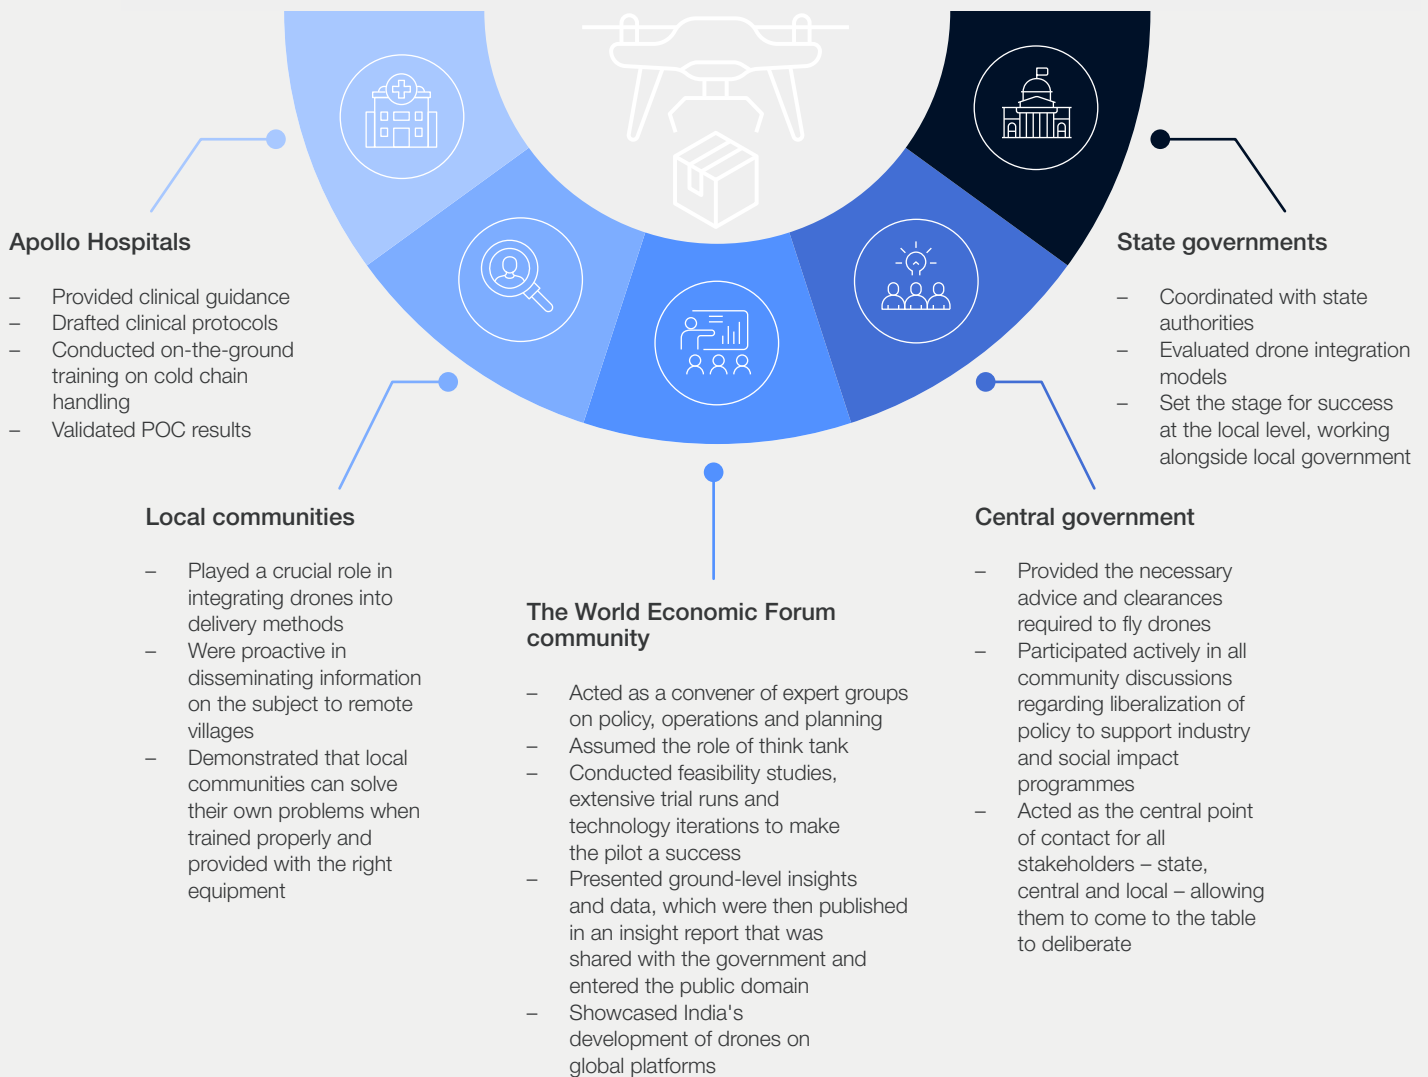 Apollo Hospitals
– Provided clinical guidance
– Drafted clinical protocols
– Conducted on-the-ground
training on cold chain
handling
– Validated POC results
Local communities
– Played a crucial role in
integrating drones into
delivery methods
– Were proactive in
disseminating information
on the subject to remote
villages
– Demonstrated that local
communities can solve
their own problems when
trained properly and
provided with the right
equipment
The World Economic Forum
community
– Acted as a convener of expert groups
on policy, operations and planning
– Assumed the role of think tank
– Conducted feasibility studies,
extensive trial runs and
technology iterations to make
the pilot a success
– Presented ground-level insights
and data, which were then published
in an insight report that was
shared with the government and
entered the public domain
– Showcased India's
development of drones on
global platforms
Central government
– Provided the necessary
advice and clearances
required to fly drones
– Participated actively in all
community discussions
regarding liberalization of
policy to support industry
and social impact
programmes
– Acted as the central point
of contact for all
stakeholders – state,
central and local – allowing
them to come to the table
to deliberate
State governments
– Coordinated with state
authorities
– Evaluated drone integration
models
– Set the stage for success
at the local level, working
alongside local government